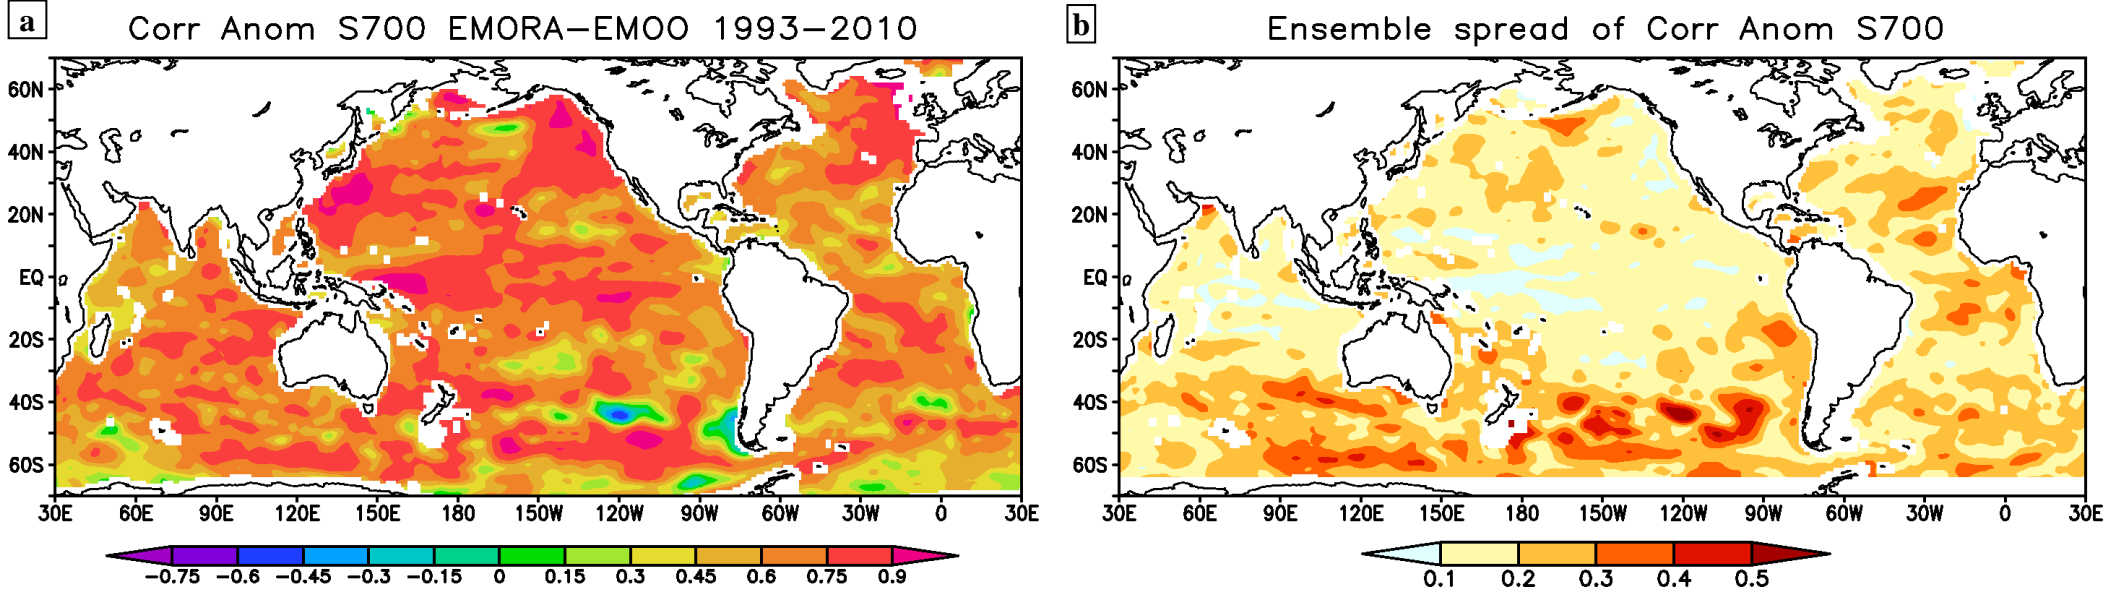 a
Corr Anom S700 EMORA−EMOO 1993−2010
60N
40N
20N
EQ
20S
40S
60S
30E 60E 90E 120E 150E 180 150W 120W 90W 60W 30W 0 30E
−0.75 −0.6 −0.45 −0.3 −0.15 0 0.15 0.3 0.45 0.6 0.75 0.9
b
Ensemble spread of Corr Anom S700
60N
40N
20N
EQ
20S
40S
60S
30E 60E 90E 120E 150E 180 150W 120W 90W 60W 30W 0 30E
0.1 0.2 0.3 0.4 0.5